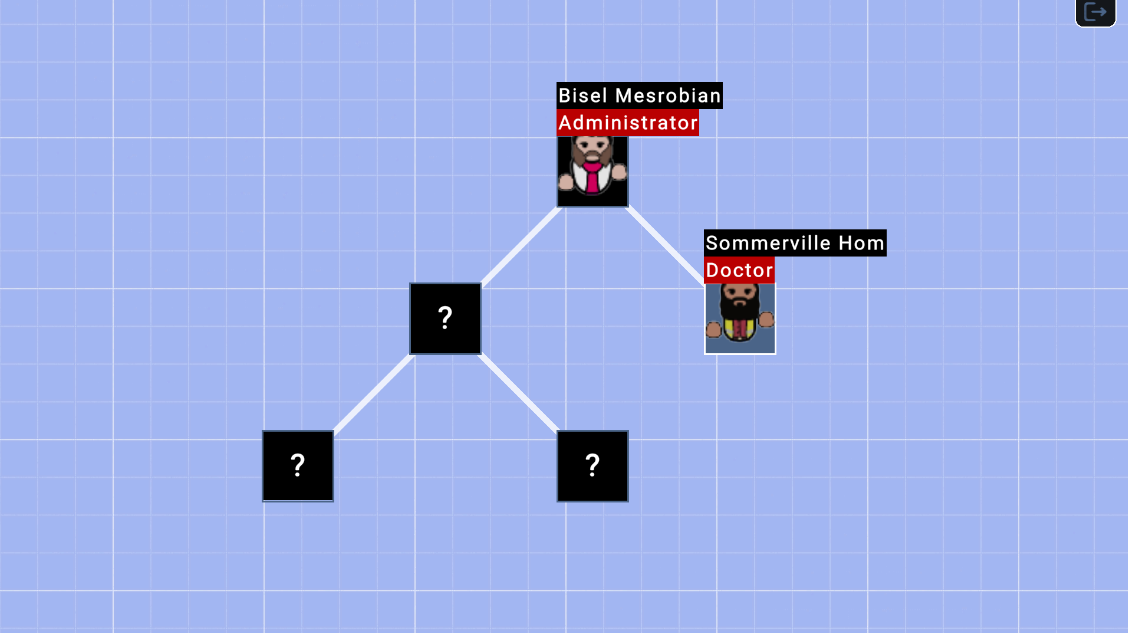 Bisel Mesrobian
Administrator
Sommerville Hom
Doctor
?
?
?